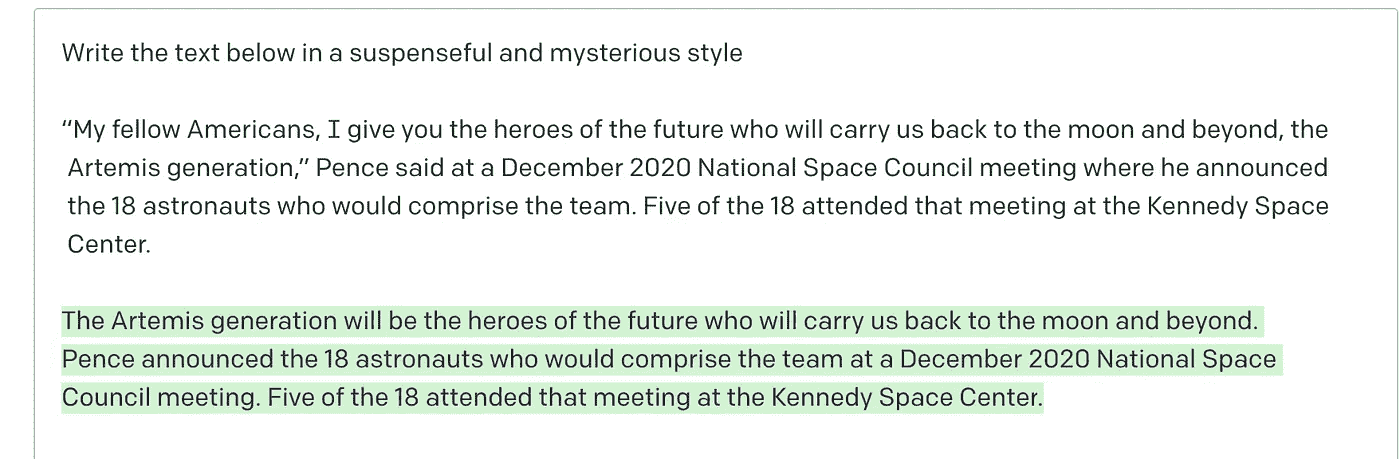 Write the text below in a suspenseful and mysterious style
“My fellow Americans, I give you the heroes of the future who will carry us back to the moon and beyond, the
Artemis generation,” Pence said at a December 2020 National Space Council meeting where he announced
the 18 astronauts who would comprise the team. Five of the 18 attended that meeting at the Kennedy Space
Center.
The Artemis generation will be the heroes of the future who will carry us back to the moon and beyond.
Pence announced the 18 astronauts who would comprise the team at a December 2020 National Space
Council meeting. Five of the 18 attended that meeting at the Kennedy Space Center.